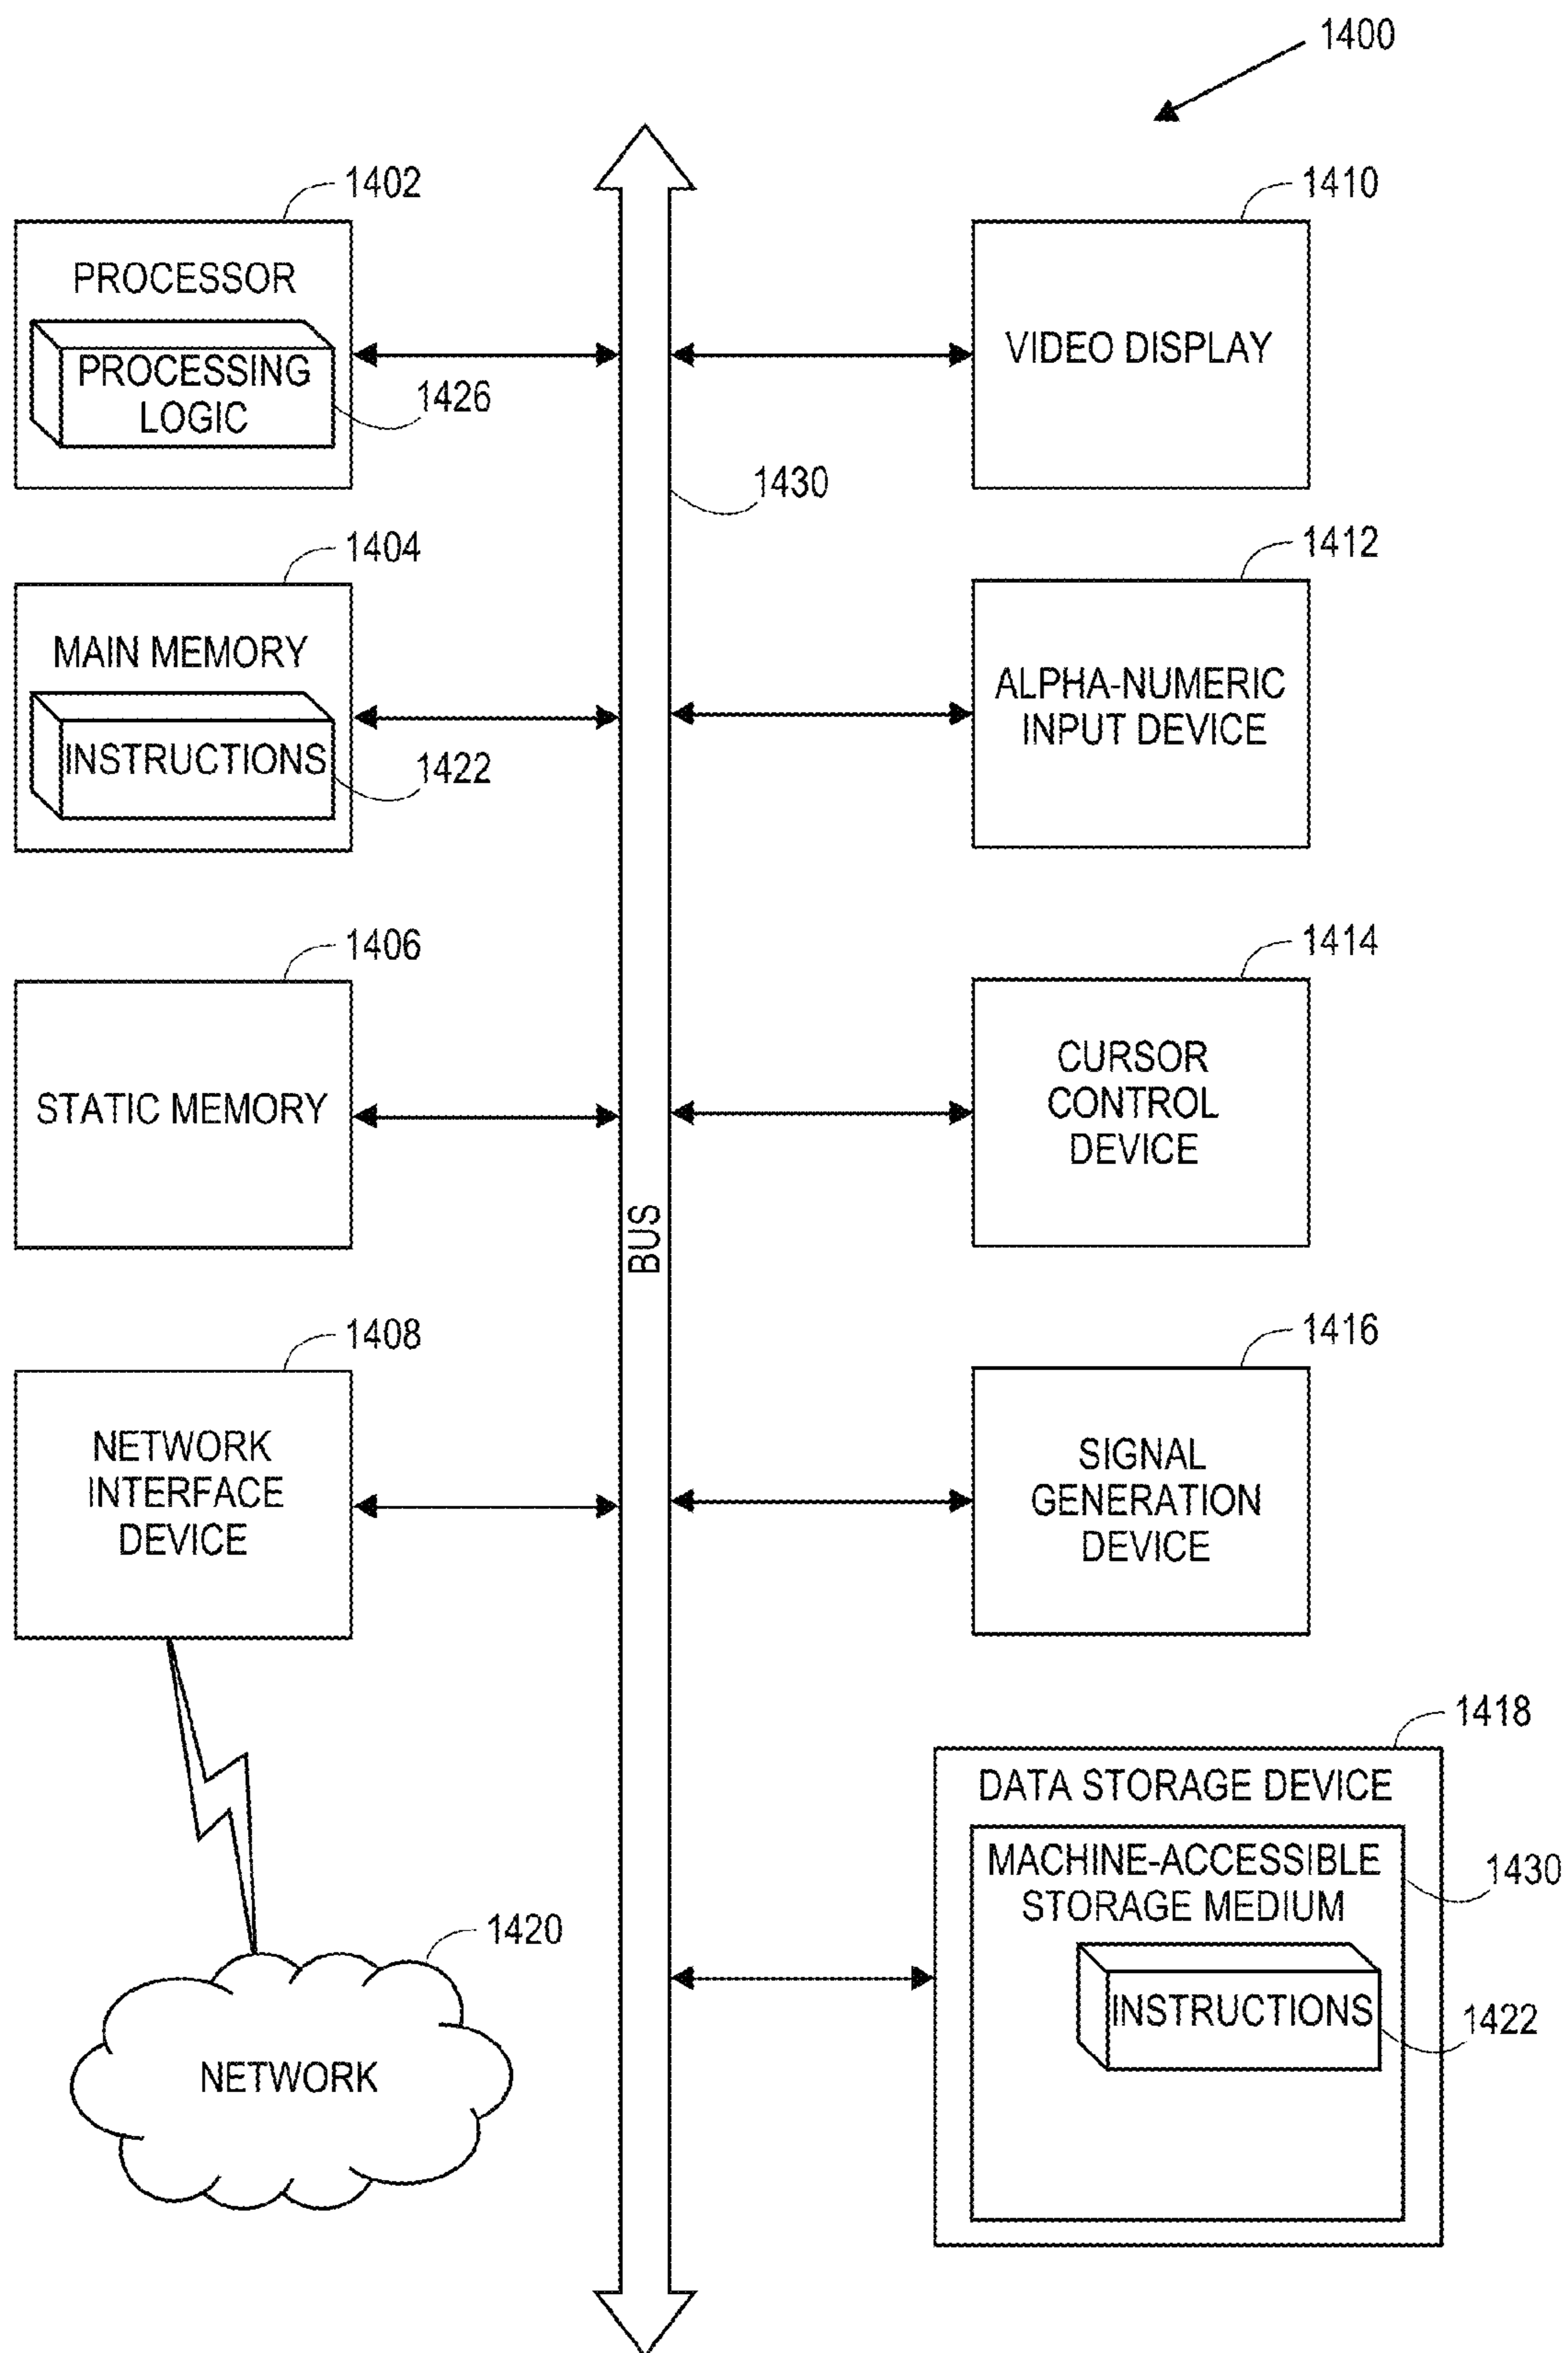 1400
1402
PROCESSOR
PROCESSING
LOGIC
1426
1404
MAIN MEMORY
INSTRUCTIONS
1422
1406
STATIC MEMORY
1408
NETWORK
INTERFACE
DEVICE
1420
NETWORK
1430
BUS
1410
VIDEO DISPLAY
1412
ALPHA-NUMERIC
INPUT DEVICE
1414
CURSOR
CONTROL
DEVICE
1416
SIGNAL
GENERATION
DEVICE
1418
DATA STORAGE DEVICE
MACHINE-ACCESSIBLE
STORAGE MEDIUM
1430
INSTRUCTIONS
1422